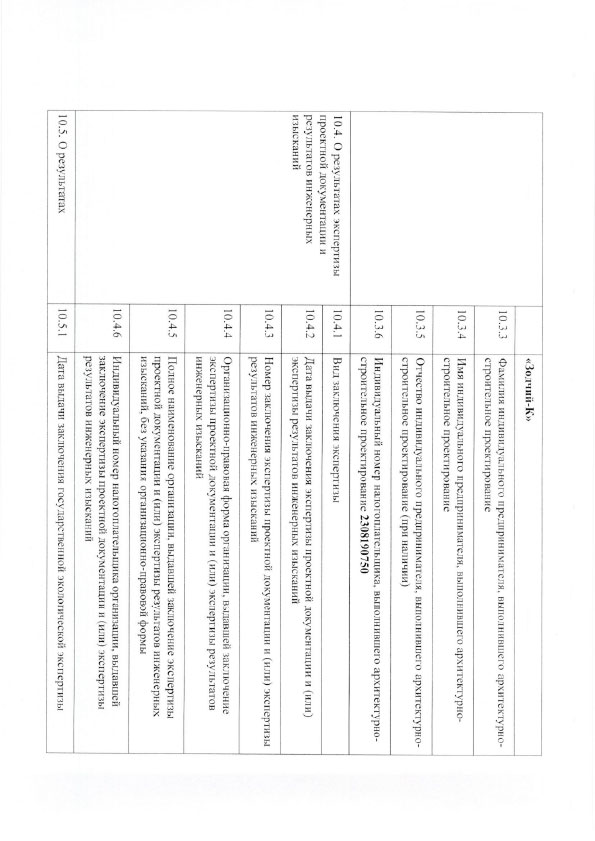 «Зодчий-К»
10.3.3
Фамилия индивидуального предпринимателя, выполнившего архитектурно-
строительное проектирование
10.3.4
Имя индивидуального предпринимателя, выполнившего архитектурно-
строительное проектирование
10.3.5
Отчество индивидуального предпринимателя, выполнившего архитектурно-
строительное проектирование (при наличии)
10.3.6
Индивидуальный номер налогоплательщика, выполнившего архитектурно-
строительное проектирование 2308190750
10.4. О результатах экспертизы
проектной документации и
результатов инженерных
изысканий
10.4.1
Вид заключения экспертизы
10.4.2
Дата выдачи заключения экспертизы проектной документации и (или)
экспертизы результатов инженерных изысканий
10.4.3
Номер заключения экспертизы проектной документации и (или) экспертизы
результатов инженерных изысканий
10.4.4
Организационно-правовая форма организации, выдавшей заключение
экспертизы проектной документации и (или) экспертизы результатов
инженерных изысканий
10.4.5
Полное наименование организации, выдавшей заключение экспертизы
проектной документации и (или) экспертизы результатов инженерных
изысканий, без указания организационно-правовой формы
10.4.6
Индивидуальный номер налогоплательщика организации, выдавшей
заключение экспертизы проектной документации и (или) экспертизы
результатов инженерных изысканий
10.5. О результатах
10.5.1
Дата выдачи заключения государственной экологической экспертизы